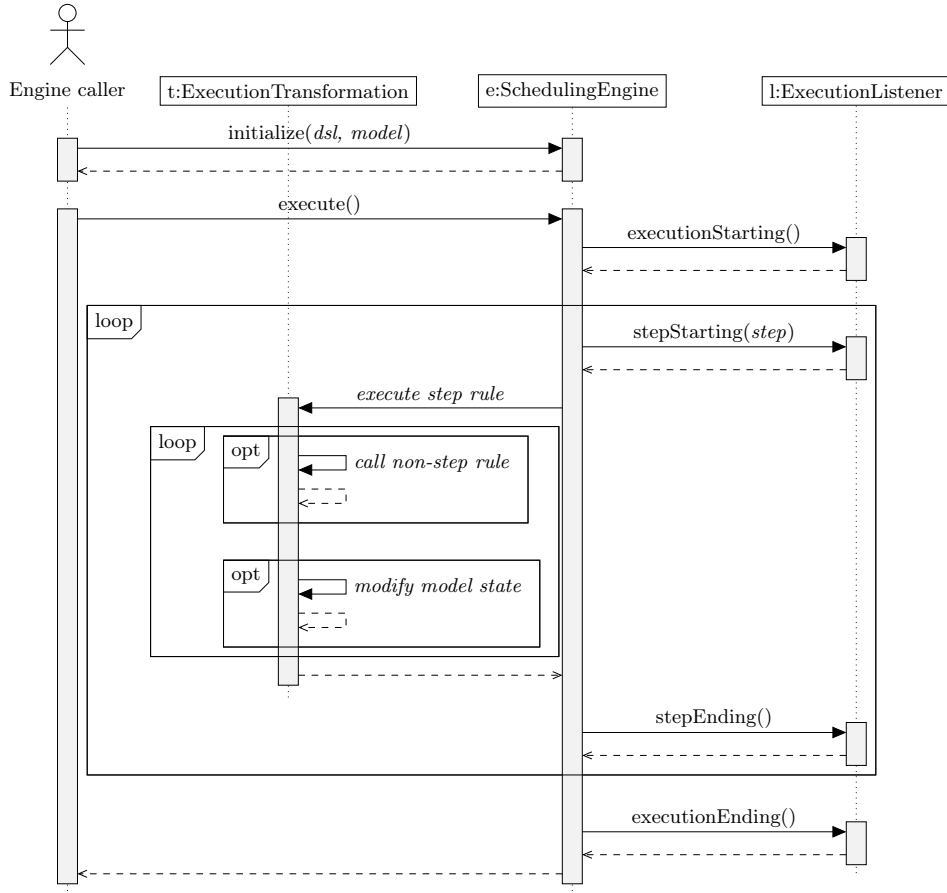 Engine caller
t:ExecutionTransformation
e:SchedulingEngine
l:ExecutionListener
initialize(dsl, model)
execute()
executionStarting()
loop
stepStarting(step)
execute step rule
loop
opt
call non-step rule
opt
modify model state
stepEnding()
executionEnding()